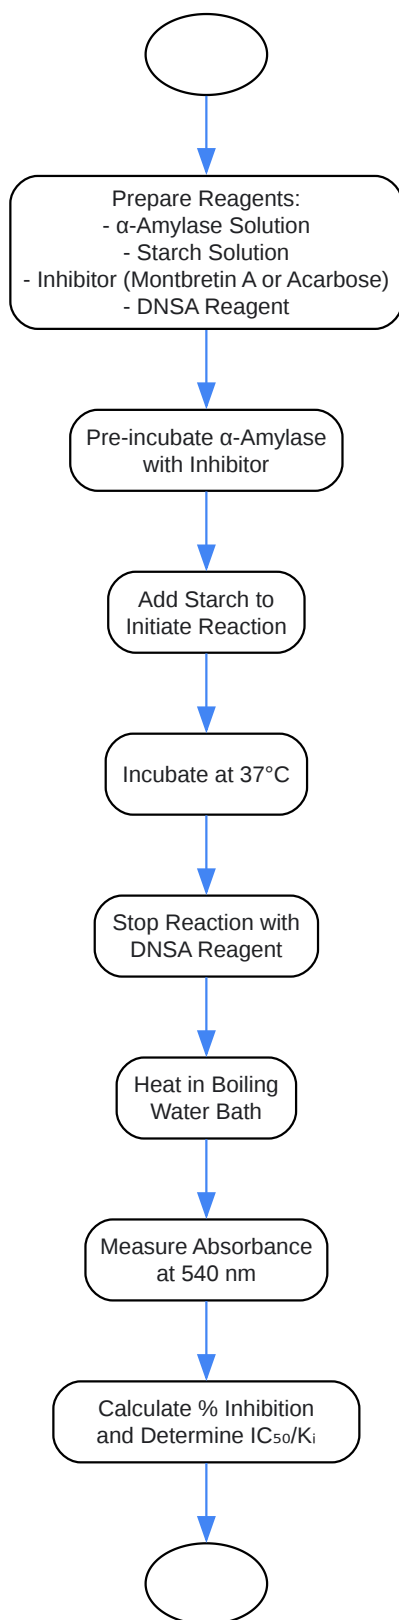 Prepare Reagents:
- α-Amylase Solution
- Starch Solution
- Inhibitor (Montbretin A or Acarbose)
- DNSA Reagent
Pre-incubate α-Amylase
with Inhibitor
Add Starch to
Initiate Reaction
Incubate at 37°C
Stop Reaction with
DNSA Reagent
Heat in Boiling
Water Bath
Measure Absorbance
at 540 nm
Calculate % Inhibition
and Determine IC₅₀/Kᵢ